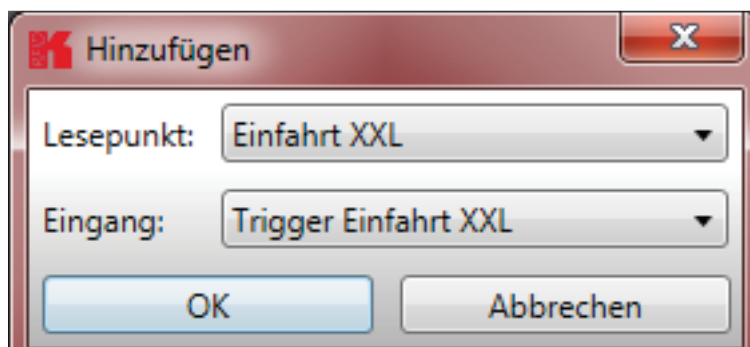 Hinzufügen
Lesepunkt: Einfahrt XXL
Eingang: Trigger Einfahrt XXL
OK Abbrechen